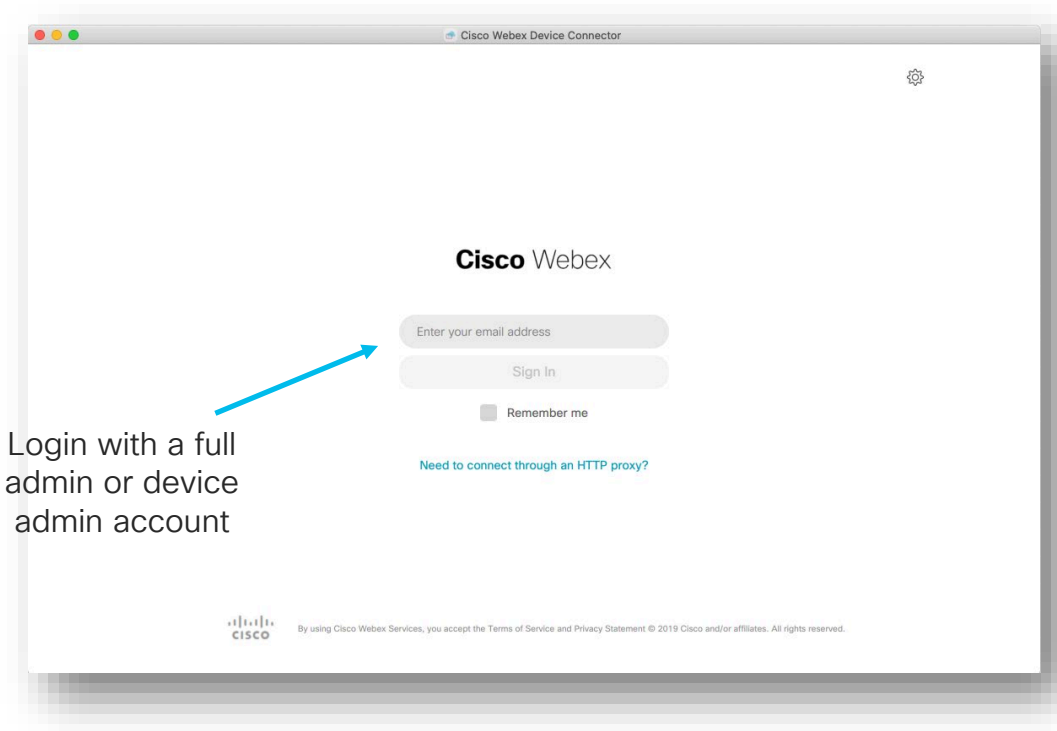 Cisco Webex Device Connector
Cisco Webex
Enter your email address
Sign In
Remember me
Login with a full
admin or device
admin account
Need to connect through an HTTP proxy?
CISCO
By using Cisco Webex Services, you accept the Terms of Service and Privacy Statement © 2019 Cisco and/or affiliates. All rights reserved.